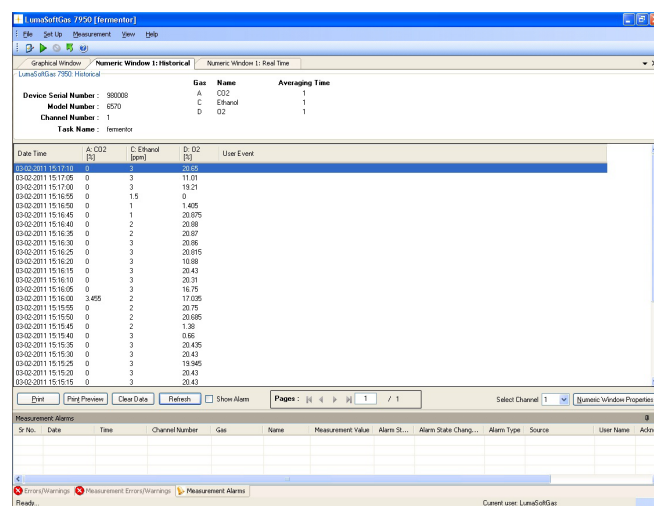 LumaSoftGas 7950 [fermentor]
File Set Up Measurement View Help
Graphical Window Numeric Window 1: Historical Numeric Window 1: Real Time
LumaSoftGas 7950: Historical
Gas Name Averaging Time
Device Serial Number : 980008 A CO2 1
Model Number : 6570 C Ethanol 1
Channel Number : 1 D O2 1
Task Name : fermentor
Date Time A: CO2 [%] C: Ethanol [ppm] D: O2 [%] User Event
03-02-2011 15:17:10 0 3 20.65
03-02-2011 15:17:05 0 3 11.01
03-02-2011 15:17:00 0 3 19.21
03-02-2011 15:16:55 0 1.5 0
03-02-2011 15:16:50 0 1 1.405
03-02-2011 15:16:45 0 1 20.875
03-02-2011 15:16:40 0 2 20.88
03-02-2011 15:16:35 0 2 20.87
03-02-2011 15:16:30 0 3 20.86
03-02-2011 15:16:25 0 3 20.815
03-02-2011 15:16:20 0 3 10.88
03-02-2011 15:16:15 0 3 20.43
03-02-2011 15:16:10 0 3 20.31
03-02-2011 15:16:05 0 3 16.75
03-02-2011 15:16:00 3.455 2 17.035
03-02-2011 15:15:55 0 2 20.75
03-02-2011 15:15:50 0 2 20.685
03-02-2011 15:15:45 0 2 1.38
03-02-2011 15:15:40 0 3 0.66
03-02-2011 15:15:35 0 3 20.435
03-02-2011 15:15:30 0 3 20.43
03-02-2011 15:15:25 0 3 19.945
03-02-2011 15:15:20 0 3 20.43
03-02-2011 15:15:15 0 3 20.43
Print Print Preview Clear Data Refresh Show Alarm Pages : 1 / 1 Select Channel 1 Numeric Window Properties
Measurement Alarms
Sr No. Date Time Channel Number Gas Name Measurement Value Alarm St... Alarm State Chang... Alarm Type Source User Name Ackn
Errors/Warnings Measurement Errors/Warnings Measurement Alarms
Ready... Current user: LumaSoftGas